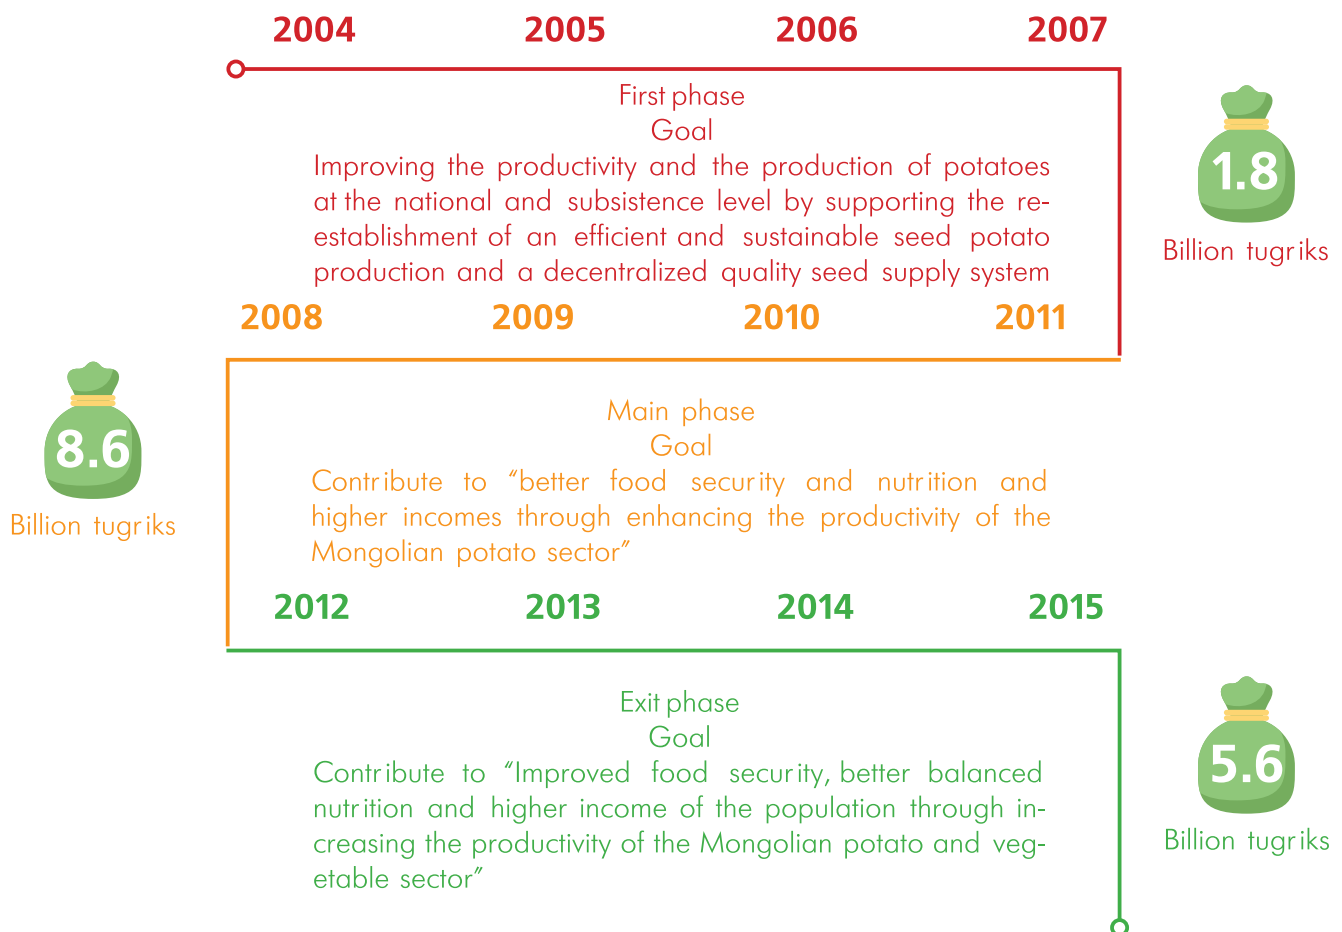 2004 2005 2006 2007
First phase
Goal
Improving the productivity and the production of potatoes
at the national and subsistence level by supporting the re-
establishment of an efficient and sustainable seed potato
production and a decentralized quality seed supply system
1.8
Billion tugriks
2008 2009 2010 2011
Main phase
Goal
Contribute to “better food security and nutrition and
higher incomes through enhancing the productivity of the
Mongolian potato sector”
8.6
Billion tugriks
2012 2013 2014 2015
Exit phase
Goal
Contribute to “Improved food security, better balanced
nutrition and higher income of the population through in-
creasing the productivity of the Mongolian potato and veg-
etable sector”
5.6
Billion tugriks